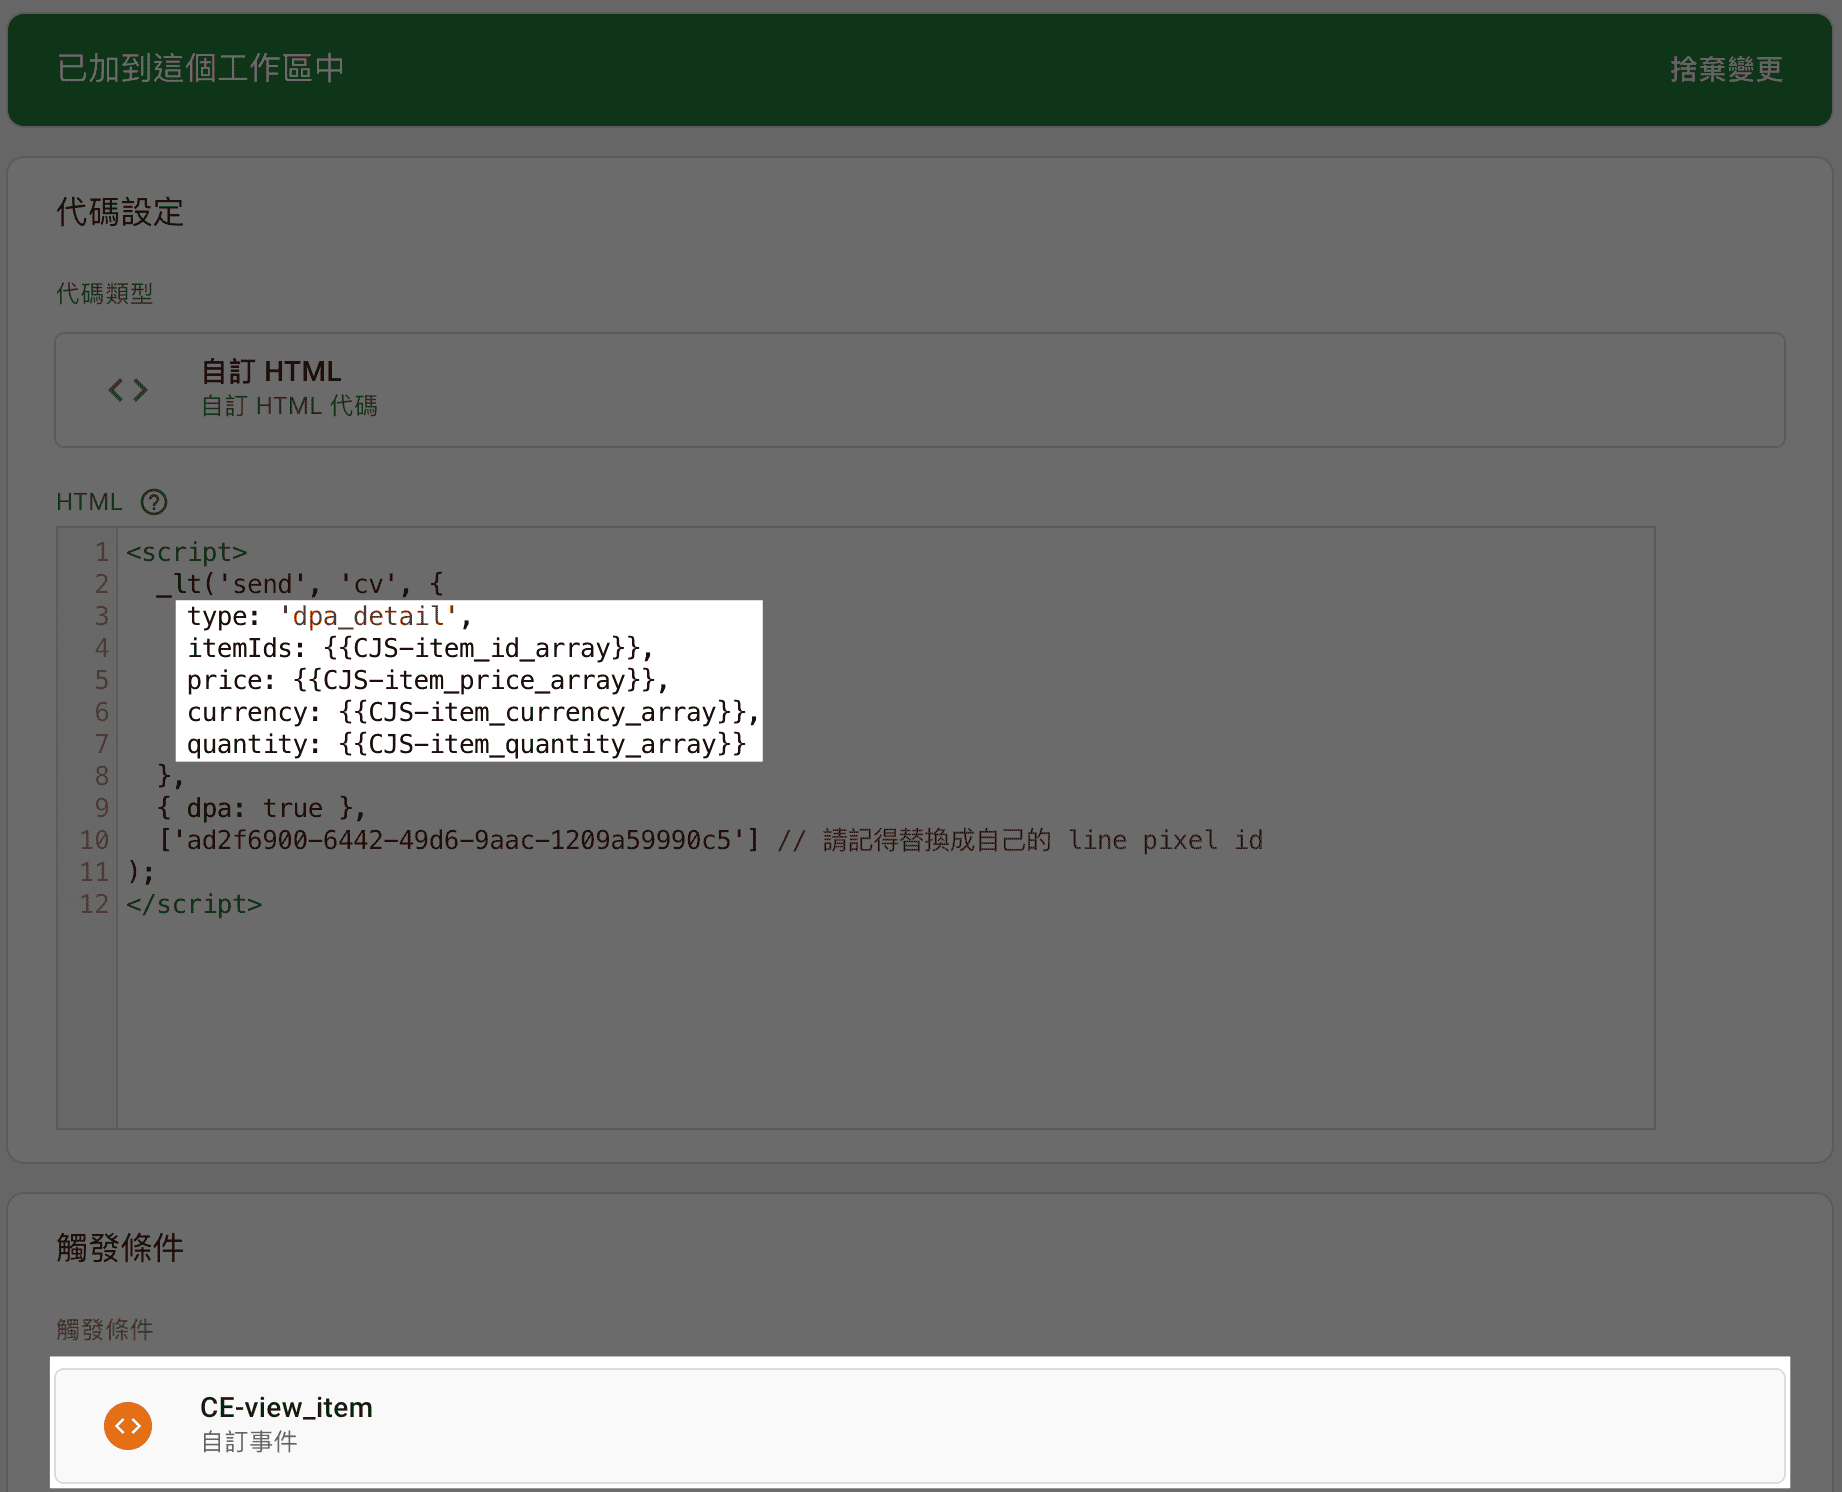 已加到這個工作區中
捨棄變更
代碼設定
代碼類型
自訂 HTML
自訂 HTML 代碼
HTML
1 <script>
2   _lt('send', 'cv', {
3     type: 'dpa_detail',
4     itemIds: {{CJS-item_id_array}},
5     price: {{CJS-item_price_array}},
6     currency: {{CJS-item_currency_array}},
7     quantity: {{CJS-item_quantity_array}}
8   },
9   { dpa: true },
10   ['ad2f6900-6442-49d6-9aac-1209a59990c5'] // 請記得替換成自己的 line pixel id
11 );
12 </script>
觸發條件
觸發條件
CE-view_item
自訂事件